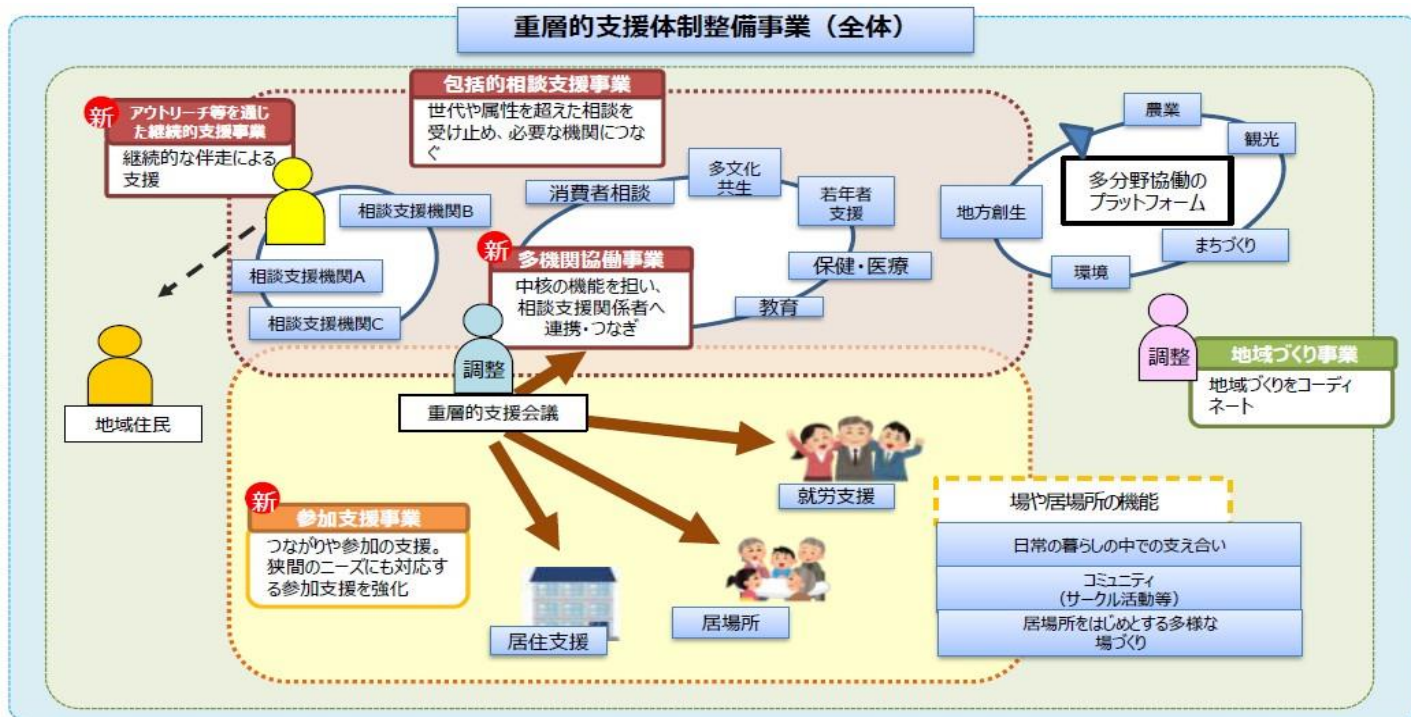 重層的支援体制整備事業（全体）
新
アウトリーチ等を通じ
た継続的支援事業
継続的な伴走による
支援
包括的相談支援事業
世代や属性を超えた相談を
受け止め、必要な機関につな
ぐ
相談支援機関B
相談支援機関A
相談支援機関C
消費者相談
多文化
共生
若年者
支援
保健・医療
教育
新
多機関協働事業
中核の機能を担い、
相談支援関係者へ
連携・つなぎ
農業
観光
多分野協働の
プラットフォーム
地方創生
まちづくり
環境
調整
地域づくり事業
地域づくりをコーディ
ネート
地域住民
調整
重層的支援会議
新
参加支援事業
つながりや参加の支援。
狭間のニーズにも対応す
る参加支援を強化
就労支援
居場所
居住支援
場や居場所の機能
日常の暮らしの中での支え合い
コミュニティ
（サークル活動等）
居場所をはじめとする多様な
場づくり